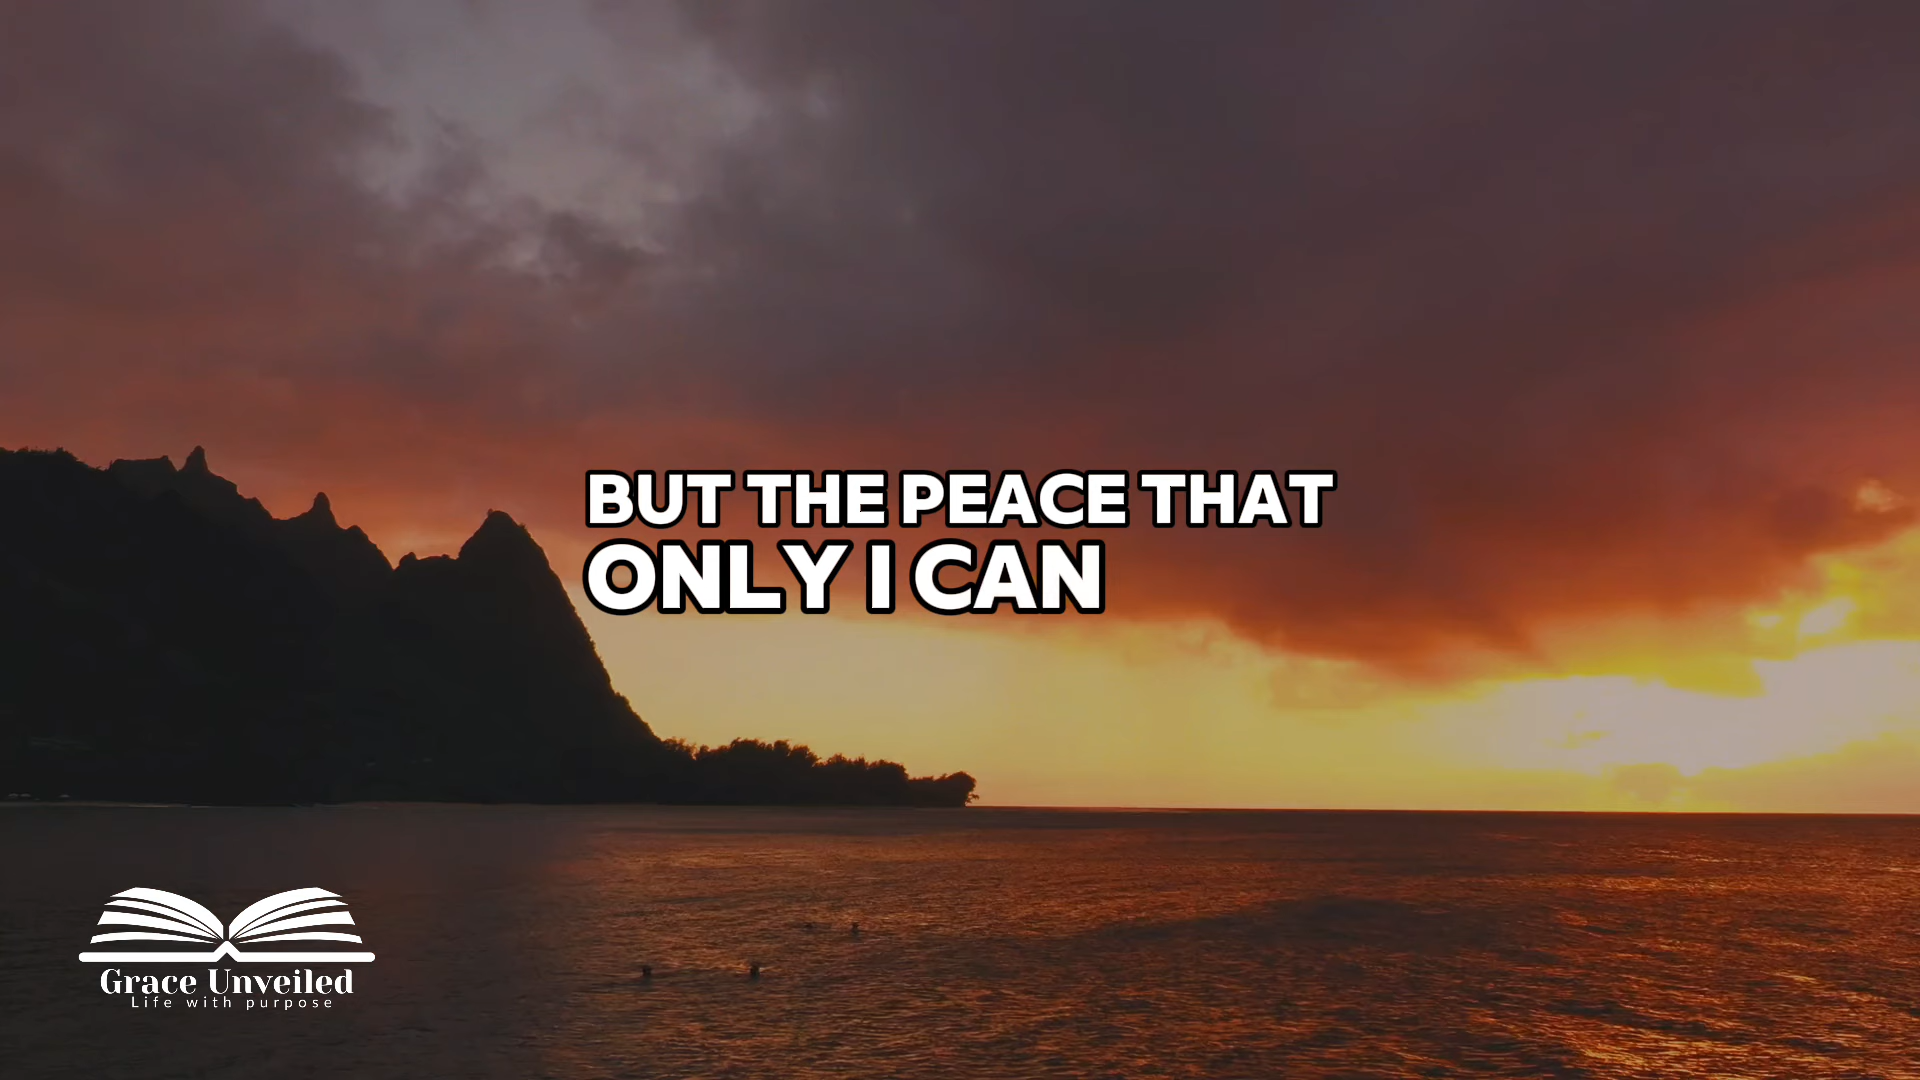 BUT THE PEACE THAT
ONLY I CAN
Grace Unveiled
Life with purpose